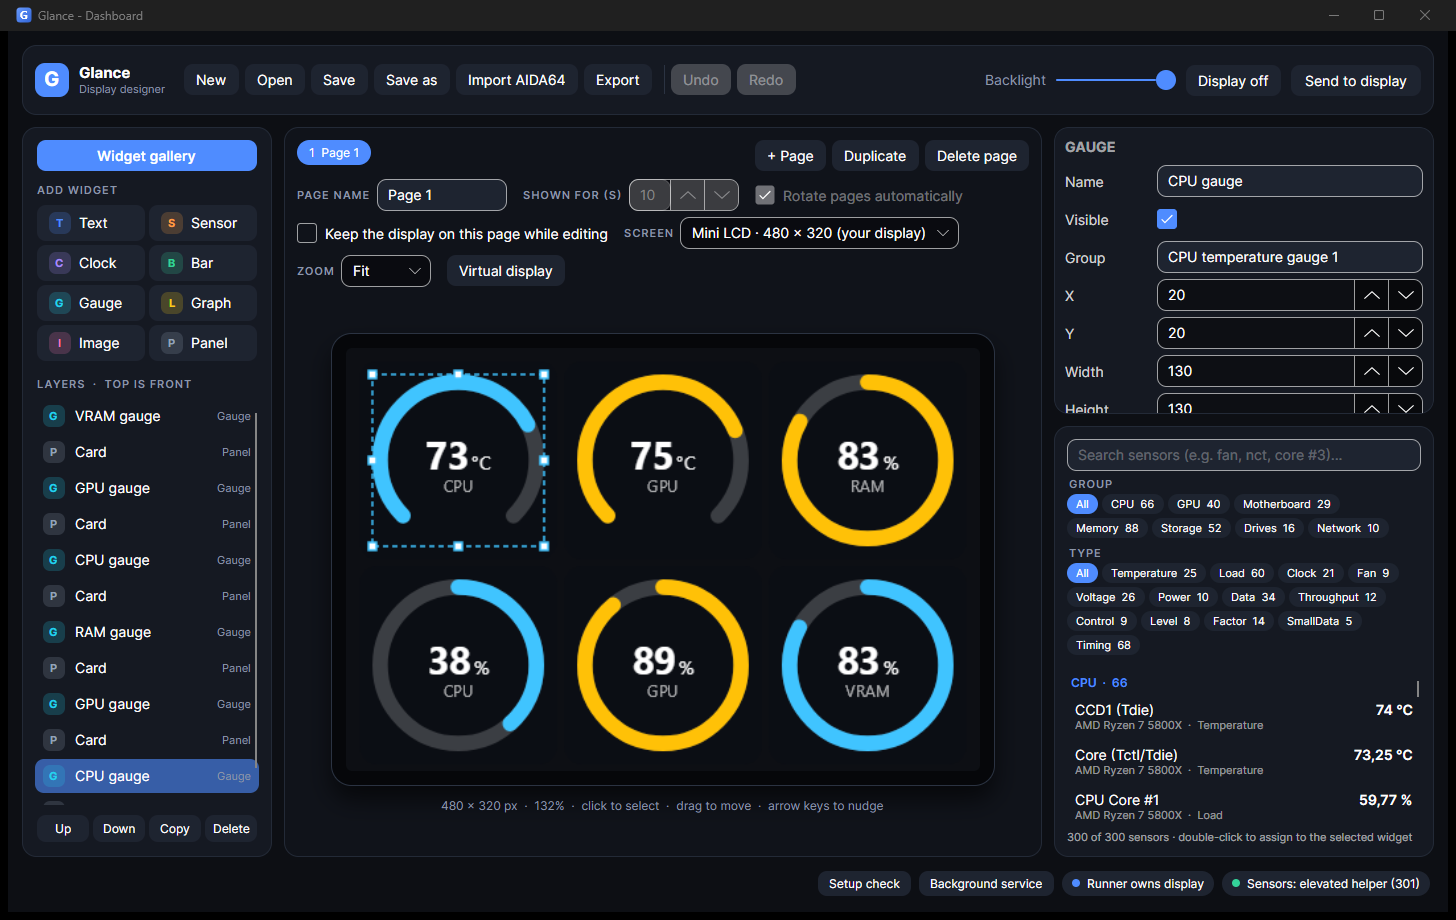 G Glance - Dashboard
G Glance
Display designer
New Open Save Save as Import AIDA64 Export Undo Redo
Backlight Display off Send to display
Widget gallery
ADD WIDGET
T Text S Sensor
C Clock B Bar
G Gauge L Graph
I Image P Panel
LAYERS · TOP IS FRONT
G VRAM gauge Gauge
P Card Panel
G GPU gauge Gauge
P Card Panel
G CPU gauge Gauge
P Card Panel
G RAM gauge Gauge
P Card Panel
G GPU gauge Gauge
P Card Panel
G CPU gauge Gauge
Up Down Copy Delete
1 Page 1 + Page Duplicate Delete page
PAGE NAME Page 1 SHOWN FOR (S) 10 Rotate pages automatically
Keep the display on this page while editing SCREEN Mini LCD · 480 × 320 (your display)
ZOOM Fit Virtual display
73 °C
CPU
75 °C
GPU
83 %
RAM
38 %
CPU
89 %
GPU
83 %
VRAM
480 × 320 px · 132% · click to select · drag to move · arrow keys to nudge
GAUGE
Name CPU gauge
Visible
Group CPU temperature gauge 1
X 20
Y 20
Width 130
Height 130
Search sensors (e.g. fan, nct, core #3)...
GROUP
All CPU 66 GPU 40 Motherboard 29
Memory 88 Storage 52 Drives 16 Network 10
TYPE
All Temperature 25 Load 60 Clock 21 Fan 9
Voltage 26 Power 10 Data 34 Throughput 12
Control 9 Level 8 Factor 14 SmallData 5
Timing 68
CPU · 66
CCD1 (Tdie) 74 °C
AMD Ryzen 7 5800X · Temperature
Core (Tctl/Tdie) 73,25 °C
AMD Ryzen 7 5800X · Temperature
CPU Core #1 59,77 %
AMD Ryzen 7 5800X · Load
300 of 300 sensors · double-click to assign to the selected widget
Setup check Background service Runner owns display Sensors: elevated helper (301)